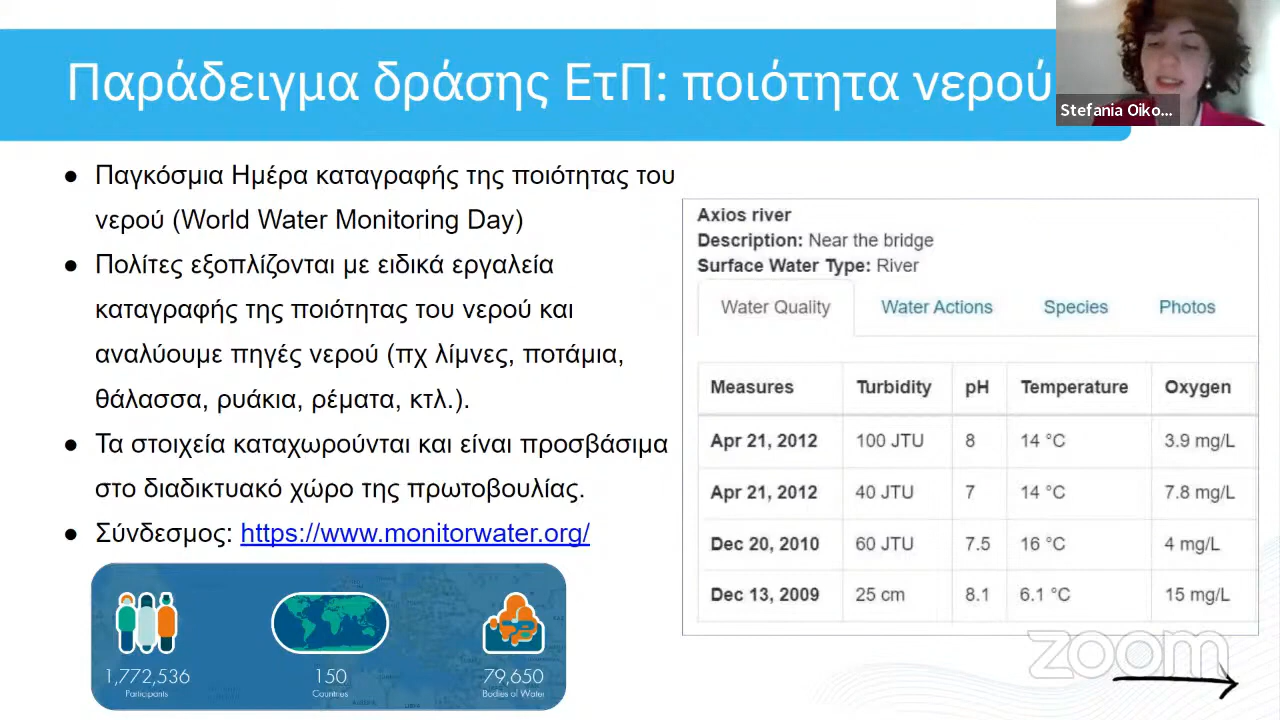 Παράδειγμα δράσης ΕτΠ: ποιότητα νερού
Stefania Oiko...
● Παγκόσμια Ημέρα καταγραφής της ποιότητας του
νερού (World Water Monitoring Day)
● Πολίτες εξοπλίζονται με ειδικά εργαλεία
καταγραφής της ποιότητας του νερού και
αναλύουμε πηγές νερού (πχ λίμνες, ποτάμια,
θάλασσα, ρυάκια, ρέματα, κτλ.).
● Τα στοιχεία καταχωρούνται και είναι προσβάσιμα
στο διαδικτυακό χώρο της πρωτοβουλίας.
● Σύνδεσμος: https://www.monitorwater.org/
1,772,536 150 79,650
Participants Countries Bodies of Water
Axios river
Description: Near the bridge
Surface Water Type: River
Water Quality Water Actions Species Photos
Measures Turbidity pH Temperature Oxygen
Apr 21, 2012 100 JTU 8 14 °C 3.9 mg/L
Apr 21, 2012 40 JTU 7 14 °C 7.8 mg/L
Dec 20, 2010 60 JTU 7.5 16 °C 4 mg/L
Dec 13, 2009 25 cm 8.1 6.1 °C 15 mg/L
zoom